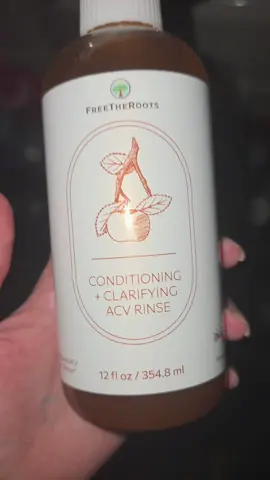 FREETHEROOTS
CONDITIONING
+ CLARIFYING
ACV RINSE
12 fl oz / 354.8 ml